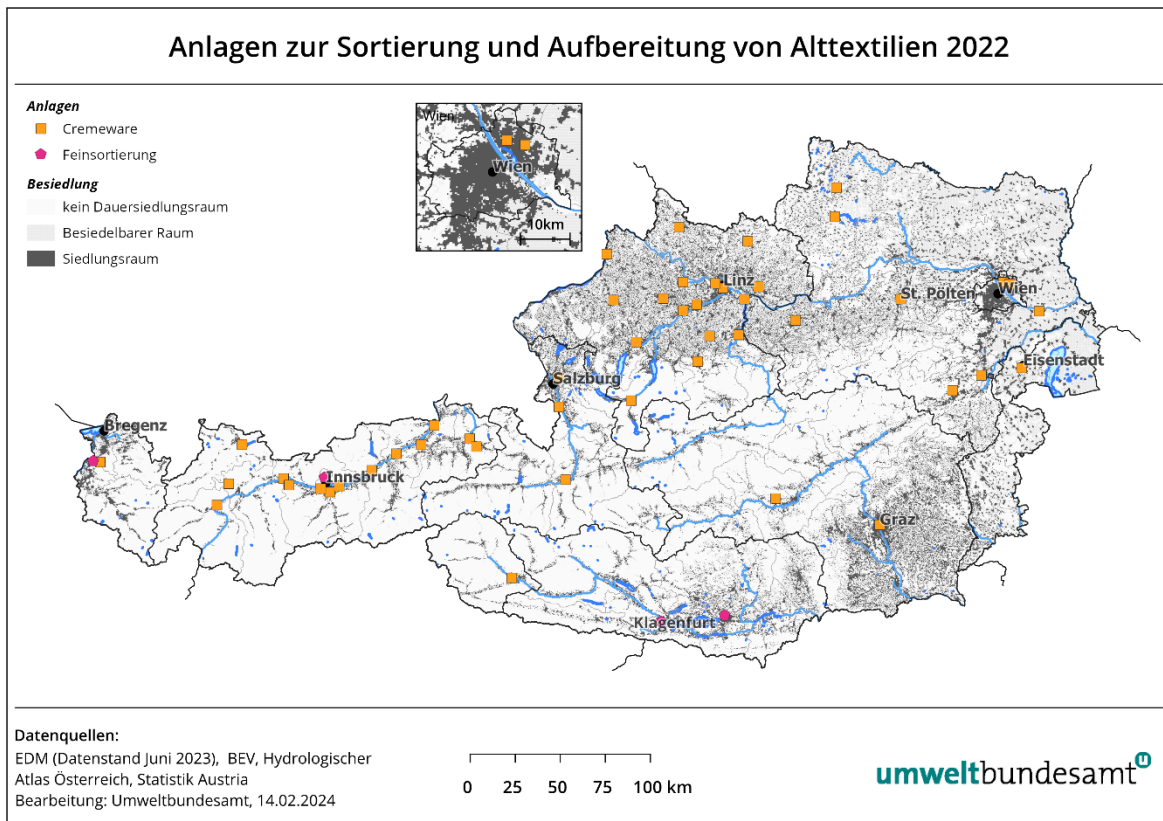 Anlagen zur Sortierung und Aufbereitung von Alttextilien 2022
Anlagen
Cremeware
Feinsortierung
Besiedlung
kein Dauersiedlungsraum
Besiedelbarer Raum
Siedlungsraum
Wien
Wien
10km
Linz
St. Pölten
Wien
Eisenstadt
Salzburg
Bregenz
Innsbruck
Graz
Klagenfurt
Datenquellen:
EDM (Datenstand Juni 2023), BEV, Hydrologischer
Atlas Österreich, Statistik Austria
Bearbeitung: Umweltbundesamt, 14.02.2024
0 25 50 75 100 km
umweltbundesamt u